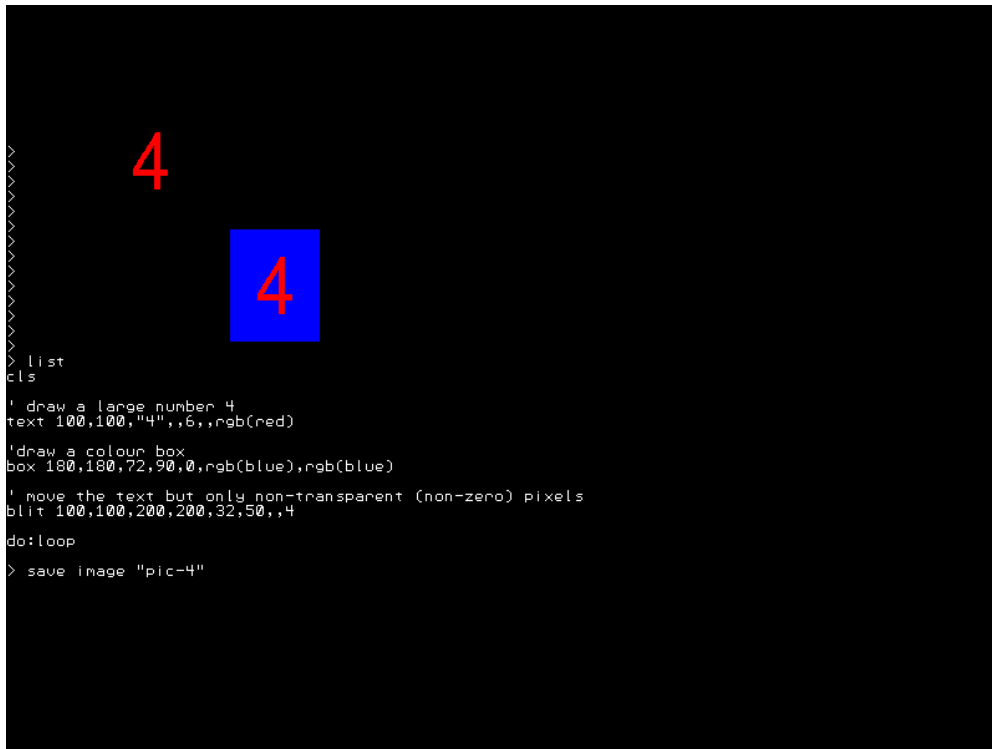 4
>
>
>
>
>
>
>
4
>
>
>
>
>
>
>
> list
cls
' draw a large number 4
text 100,100,"4",,6,,rgb(red)
'draw a colour box
box 180,180,72,90,0,rgb(blue),rgb(blue)
' move the text but only non-transparent (non-zero) pixels
blit 100,100,200,200,32,50,,4
do:loop
> save image "pic-4"